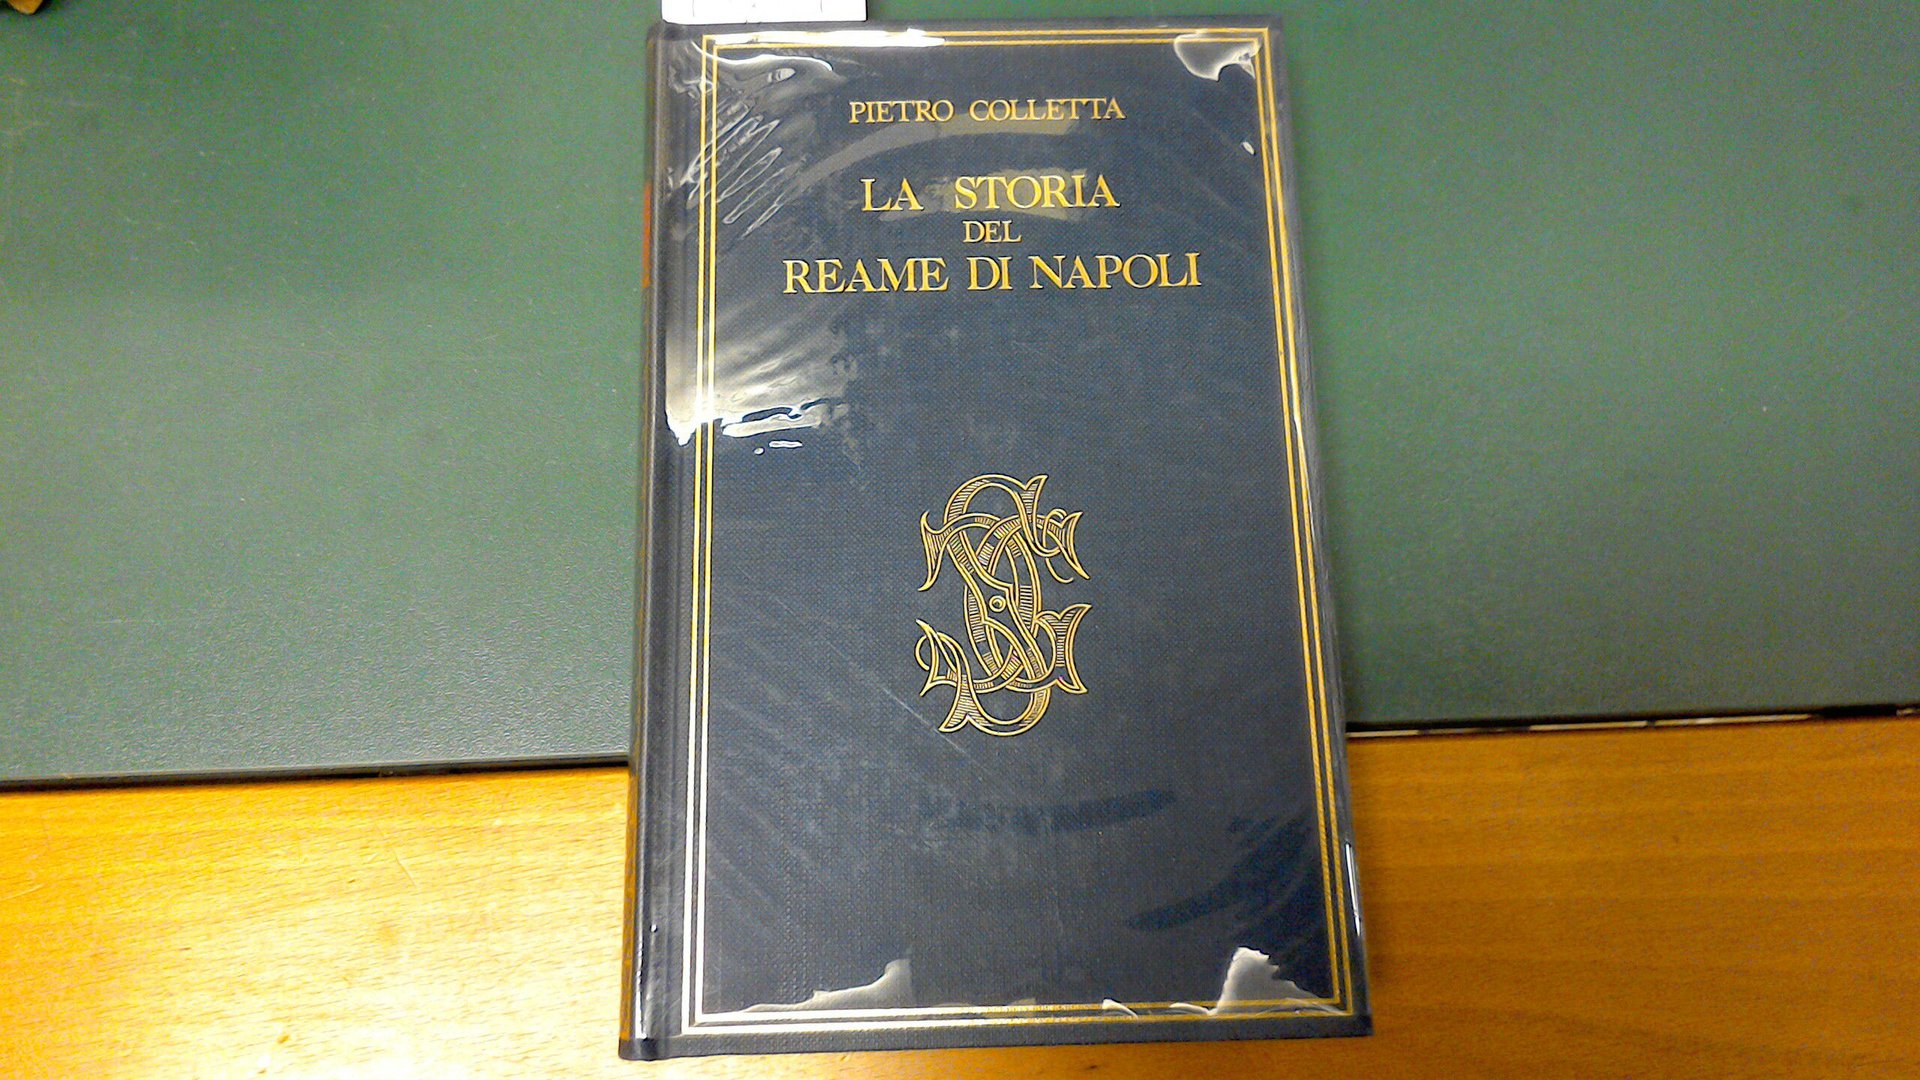 PIETRO COLLETTA
LA STORIA
DEL
REAME DI NAPOLI